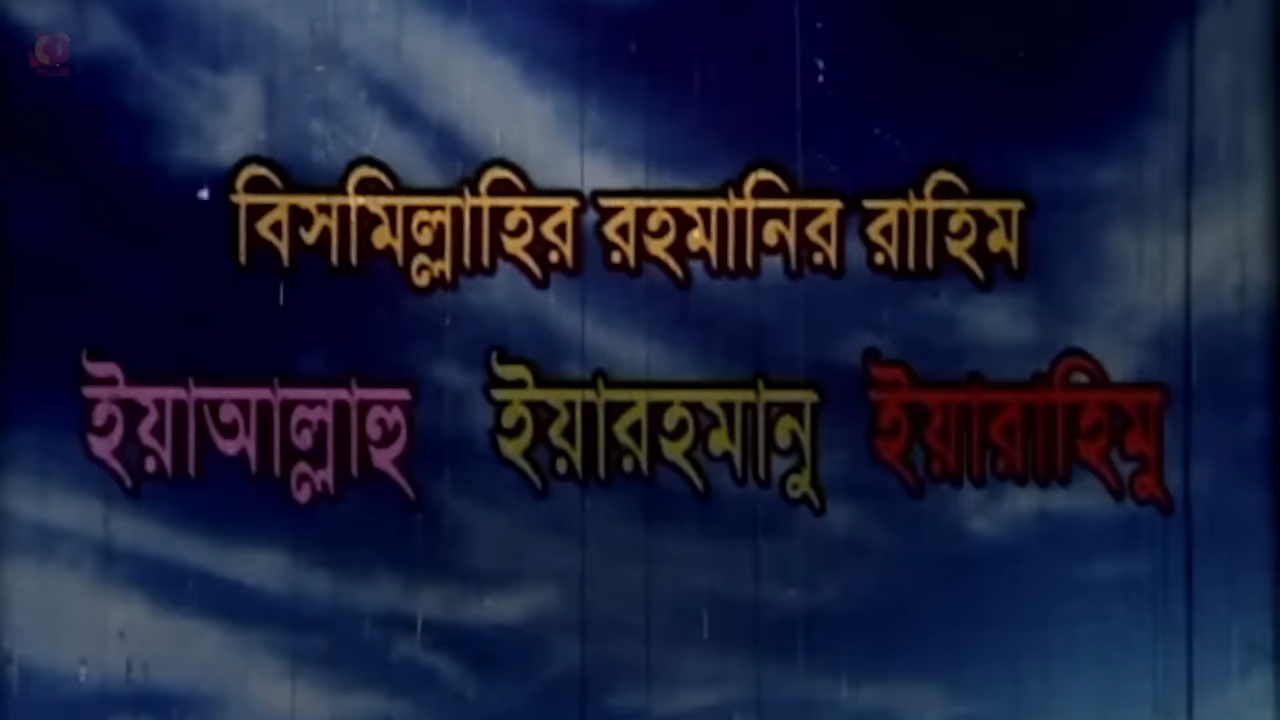 বিসমিল্লাহির রহমানির রাহিম
ইয়াআল্লাহু ইয়ারহমানু ইয়ারাহিমু